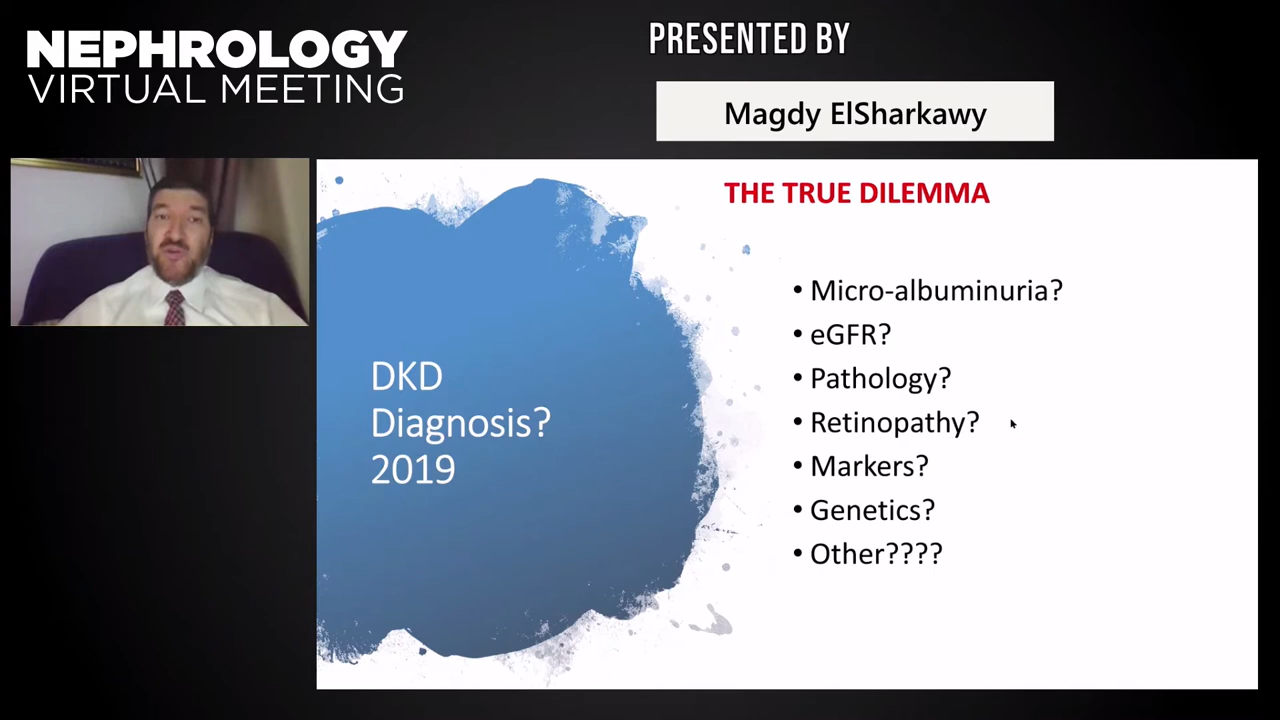 NEPHROLOGY
VIRTUAL MEETING
PRESENTED BY
Magdy ElSharkawy
THE TRUE DILEMMA
DKD
Diagnosis?
2019
• Micro-albuminuria?
• eGFR?
• Pathology?
• Retinopathy?
• Markers?
• Genetics?
• Other????